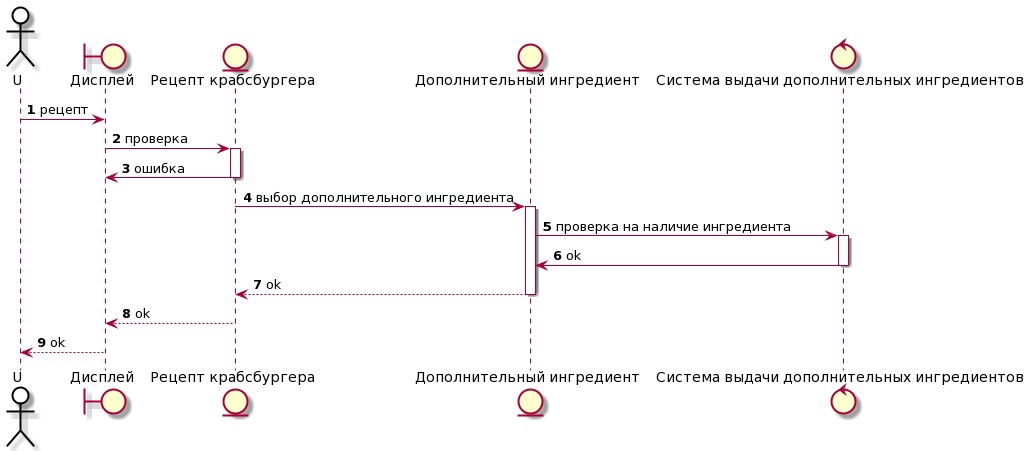 U
Дисплей
Рецепт крабсбургера
Дополнительный ингредиент
Система выдачи дополнительных ингредиентов
1 рецепт
2 проверка
3 ошибка
4 выбор дополнительного ингредиента
5 проверка на наличие ингредиента
6 ok
7 ok
8 ok
9 ok
U
Дисплей
Рецепт крабсбургера
Дополнительный ингредиент
Система выдачи дополнительных ингредиентов